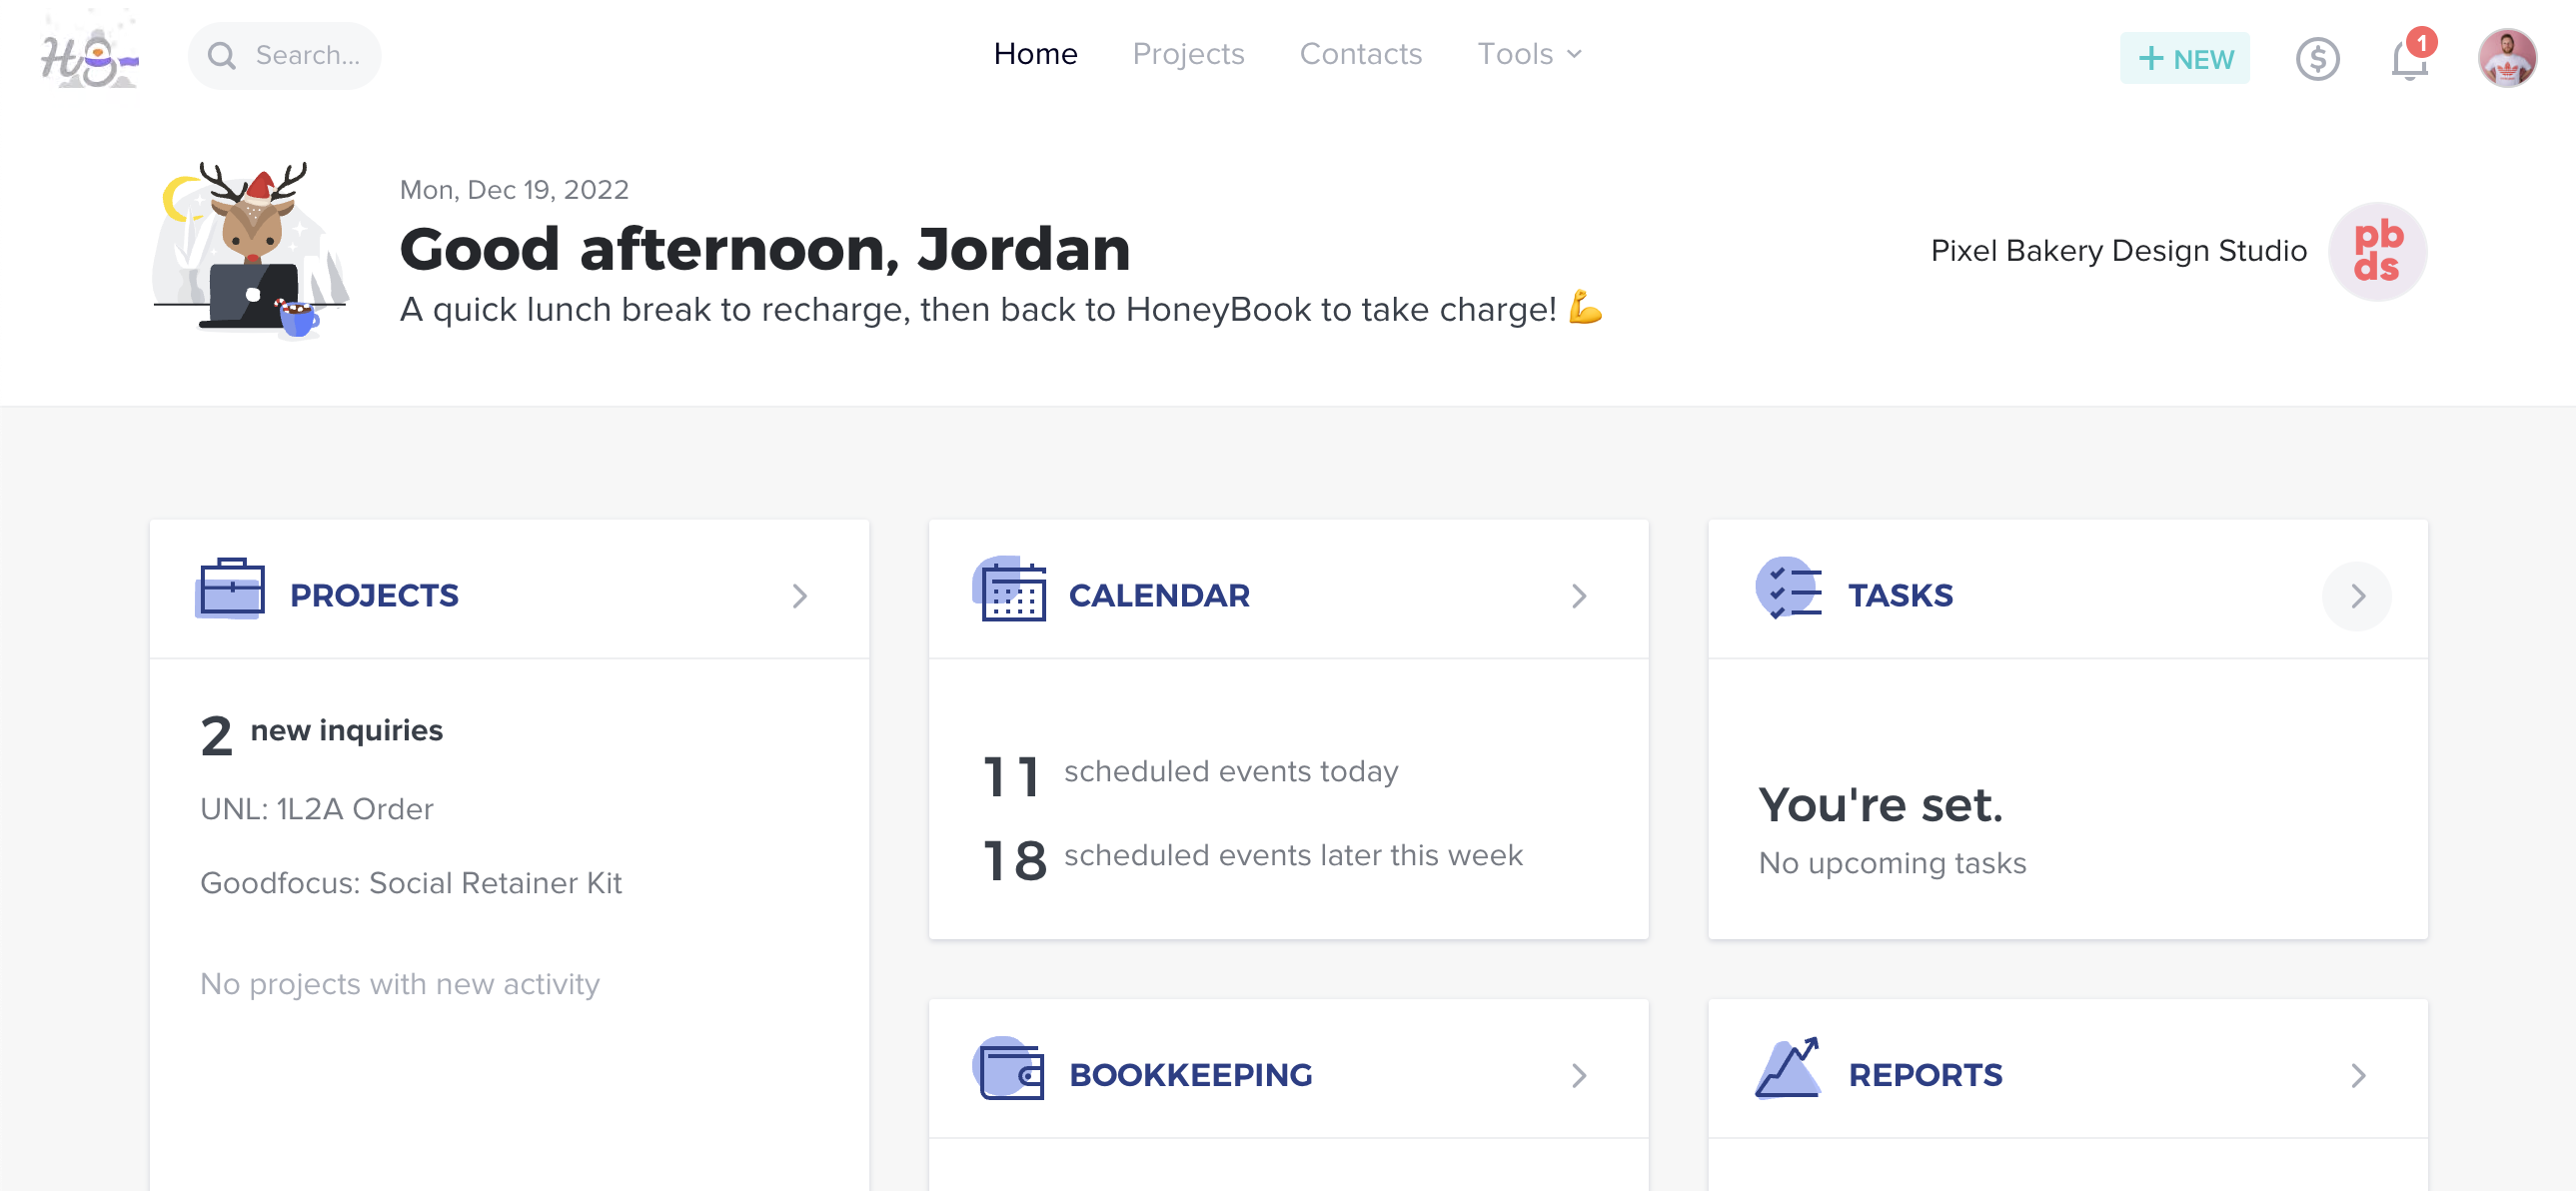 Search...
Home
Projects
Contacts
Tools
+ NEW
1
Mon, Dec 19, 2022
Good afternoon, Jordan
A quick lunch break to recharge, then back to HoneyBook to take charge! 💪
Pixel Bakery Design Studio
pb
ds
PROJECTS
2 new inquiries
UNL: 1L2A Order
Goodfocus: Social Retainer Kit
No projects with new activity
CALENDAR
11 scheduled events today
18 scheduled events later this week
TASKS
You're set.
No upcoming tasks
BOOKKEEPING
REPORTS